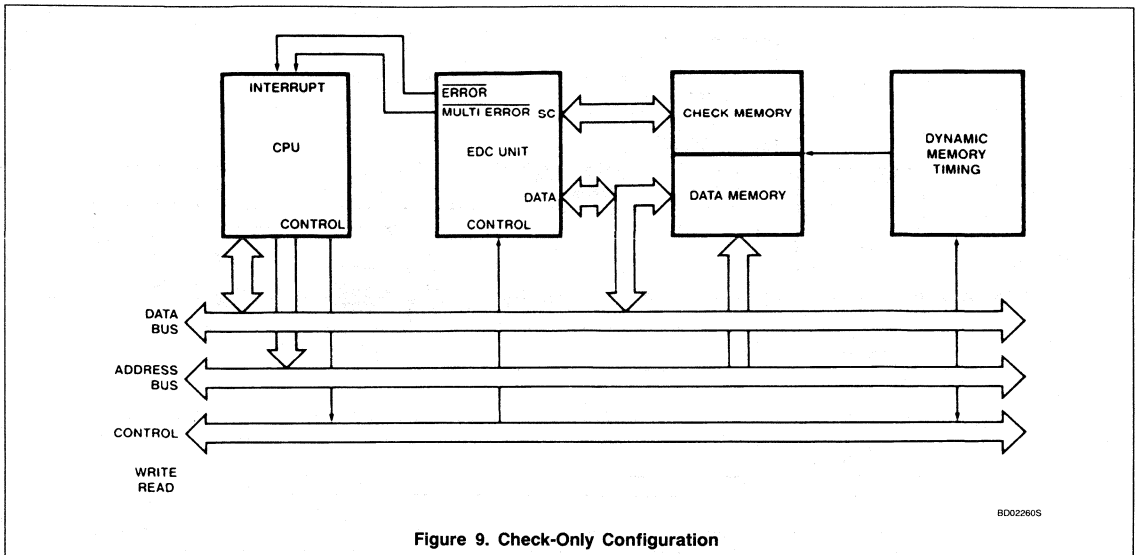 INTERRUPT
CPU
CONTROL
ERROR
MULTI ERROR SC
EDC UNIT
DATA
CONTROL
CHECK MEMORY
DATA MEMORY
DYNAMIC
MEMORY
TIMING
DATA
BUS
ADDRESS
BUS
CONTROL
WRITE
READ
BD02260S
Figure 9. Check-Only Configuration